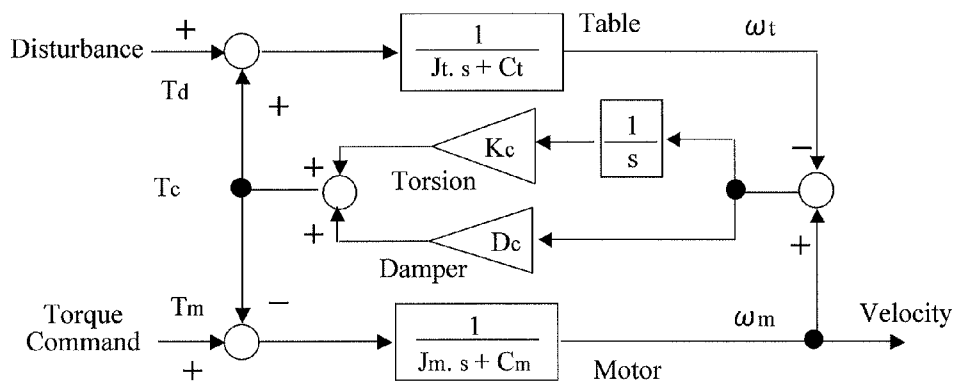 +
Disturbance
Td
+
1
Jt. s + Ct
Table
ωt
Kc
1
s
−
+
Torsion
Tc
+
Dc
Damper
+
Torque
Command
Tm
−
+
1
Jm. s + Cm
Motor
ωm
Velocity